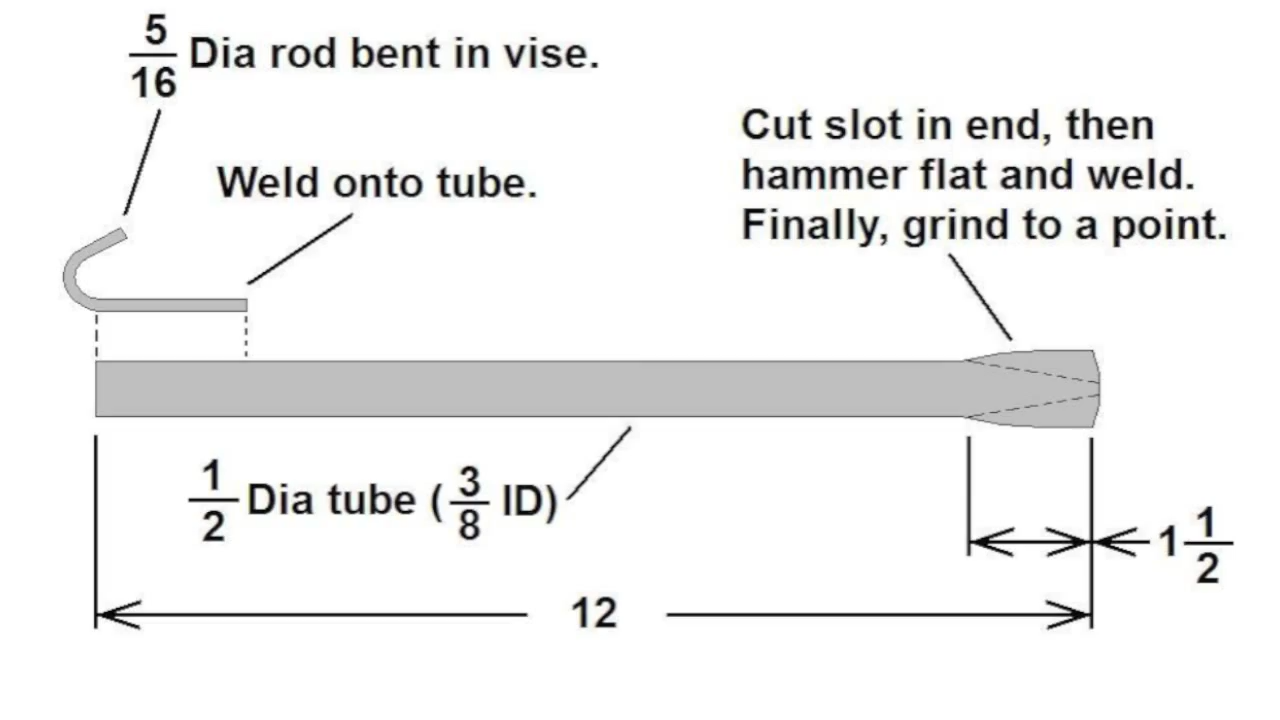 5/16 Dia rod bent in vise.
Weld onto tube.
Cut slot in end, then
hammer flat and weld.
Finally, grind to a point.
1/2 Dia tube (3/8 ID)
1 1/2
12